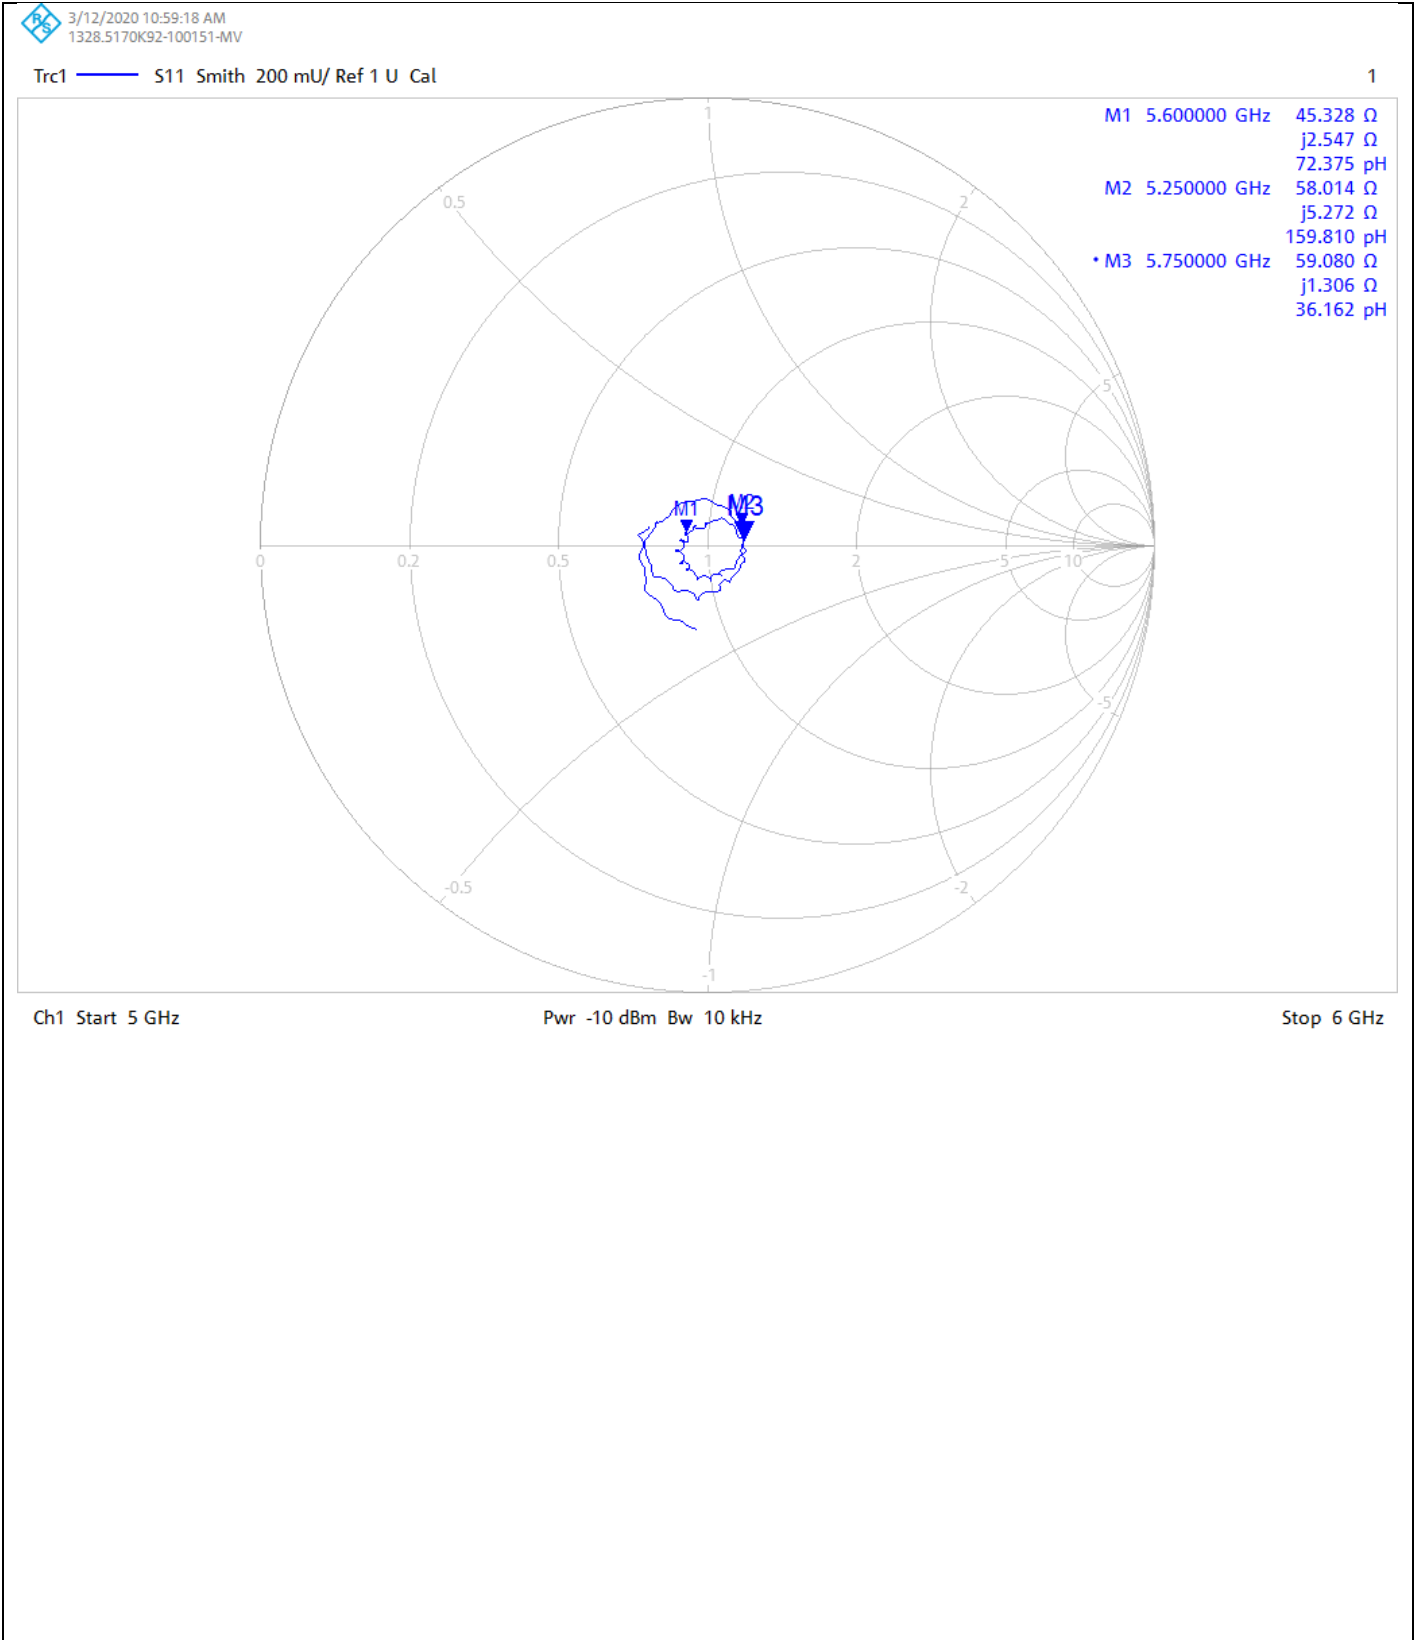 R/S
3/12/2020 10:59:18 AM
1328.5170K92-100151-MV
Trc1 S11 Smith 200 mU/ Ref 1 U Cal 1
M1 5.600000 GHz 45.328 Ω
j2.547 Ω
72.375 pH
M2 5.250000 GHz 58.014 Ω
j5.272 Ω
159.810 pH
• M3 5.750000 GHz 59.080 Ω
j1.306 Ω
36.162 pH
1
0.5 2
5
M1 M2 M3
0 0.2 0.5 1 2 5 10
-5
-0.5 -2
-1
Ch1 Start 5 GHz Pwr -10 dBm Bw 10 kHz Stop 6 GHz